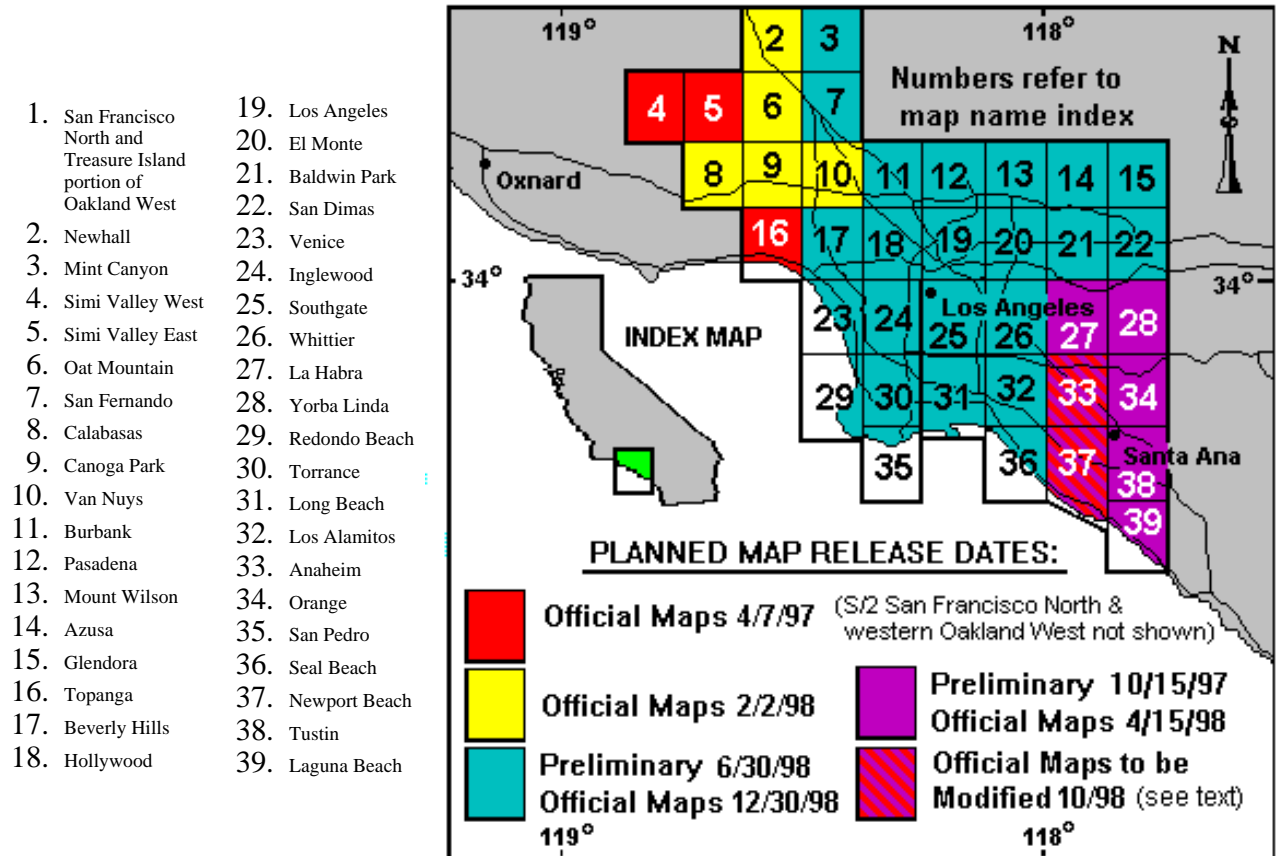 1. San Francisco
North and
Treasure Island
portion of
Oakland West
2. Newhall
3. Mint Canyon
4. Simi Valley West
5. Simi Valley East
6. Oat Mountain
7. San Fernando
8. Calabasas
9. Canoga Park
10. Van Nuys
11. Burbank
12. Pasadena
13. Mount Wilson
14. Azusa
15. Glendora
16. Topanga
17. Beverly Hills
18. Hollywood
19. Los Angeles
20. El Monte
21. Baldwin Park
22. San Dimas
23. Venice
24. Inglewood
25. Southgate
26. Whittier
27. La Habra
28. Yorba Linda
29. Redondo Beach
30. Torrance
31. Long Beach
32. Los Alamitos
33. Anaheim
34. Orange
35. San Pedro
36. Seal Beach
37. Newport Beach
38. Tustin
39. Laguna Beach
119° 2 3 118°
N
Numbers refer to
map name index
4 5 6 7
Oxnard 8 9 10 11 12 13 14 15
16 17 18 19 20 21 22
34° 34°
Los Angeles
INDEX MAP
23 24 25 26 27 28
29 30 31 32 33 34
Santa Ana
35 36 37 38
39
PLANNED MAP RELEASE DATES:
Official Maps 4/7/97 (S/2 San Francisco North &
western Oakland West not shown)
Official Maps 2/2/98
Preliminary 6/30/98
Official Maps 12/30/98
Preliminary 10/15/97
Official Maps 4/15/98
Official Maps to be
Modified 10/98 (see text)
119° 118°